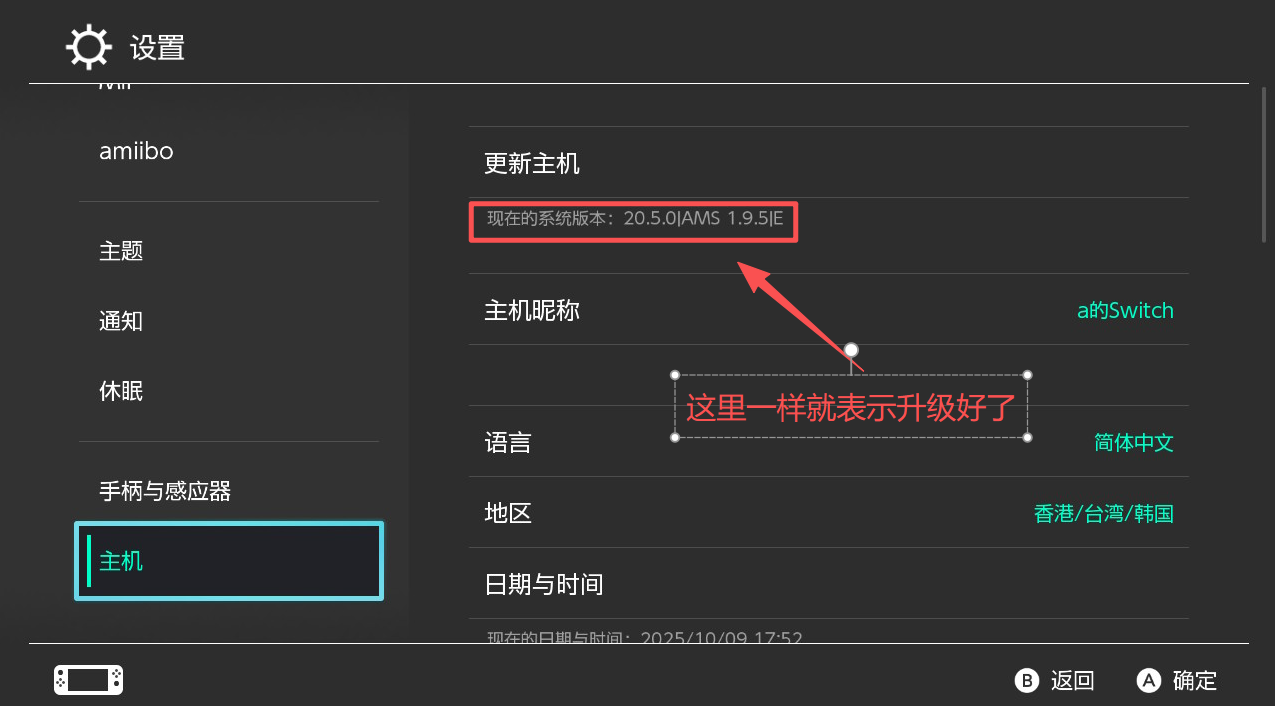 设置
Mii
amiibo
主题
通知
休眠
手柄与感应器
主机
更新主机
现在的系统版本：20.5.0|AMS 1.9.5|E
主机昵称
a的Switch
这里一样就表示升级好了
语言
简体中文
地区
香港/台湾/韩国
日期与时间
现在的日期与时间：2025/10/09 17:52
B 返回
A 确定